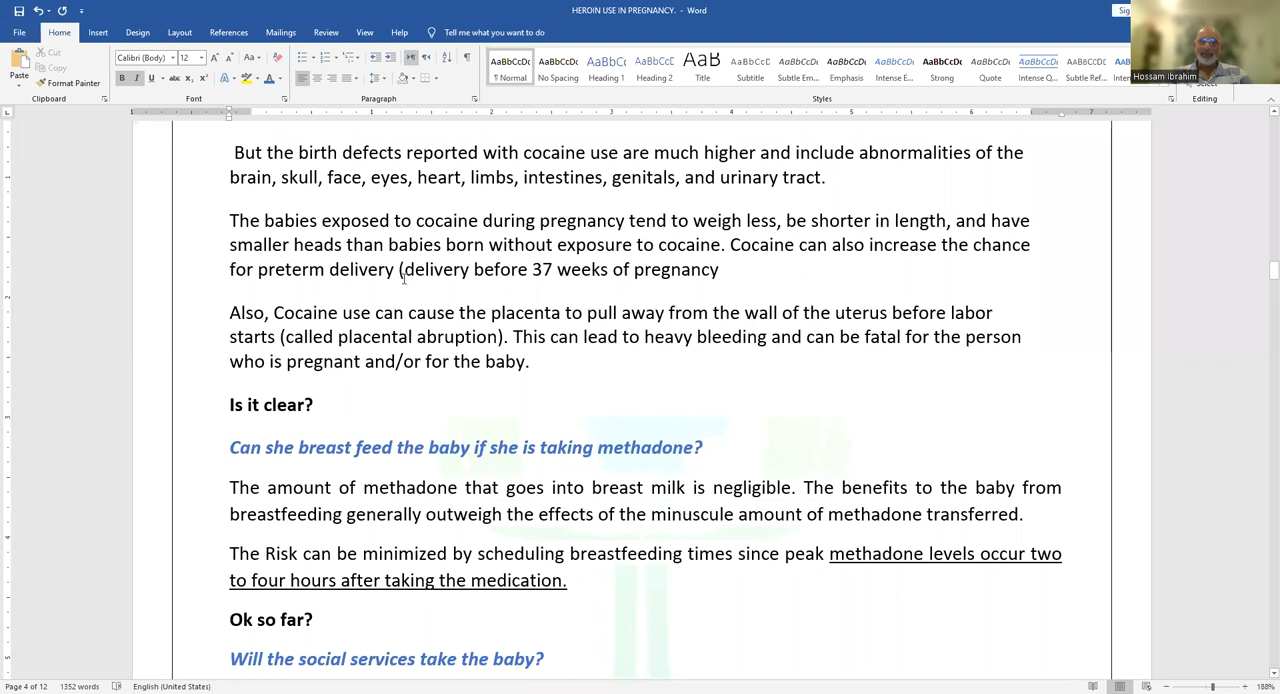 HEROIN USE IN PREGNANCY. - Word
File Home Insert Design Layout References Mailings Review View Help Tell me what you want to do
Hossam Ibrahim
Paste
Cut
Copy
Format Painter
Clipboard
Calibri (Body) 12
Font
Paragraph
AaBbCcDc AaBbCcDc AaBbCc AaBbCcC AaB AaBbCcC AaBbCcDc AaBbCcDc AaBbCcDc AaBbCcDc AaBbCcDc AaBbCcDc AaBbCcDc
¶ Normal No Spacing Heading 1 Heading 2 Title Subtitle Subtle Em... Emphasis Intense E... Strong Quote Intense Q... Subtle Ref...
Styles
Select
Editing
But the birth defects reported with cocaine use are much higher and include abnormalities of the
brain, skull, face, eyes, heart, limbs, intestines, genitals, and urinary tract.
The babies exposed to cocaine during pregnancy tend to weigh less, be shorter in length, and have
smaller heads than babies born without exposure to cocaine. Cocaine can also increase the chance
for preterm delivery (delivery before 37 weeks of pregnancy
Also, Cocaine use can cause the placenta to pull away from the wall of the uterus before labor
starts (called placental abruption). This can lead to heavy bleeding and can be fatal for the person
who is pregnant and/or for the baby.
Is it clear?
Can she breast feed the baby if she is taking methadone?
The amount of methadone that goes into breast milk is negligible. The benefits to the baby from
breastfeeding generally outweigh the effects of the minuscule amount of methadone transferred.
The Risk can be minimized by scheduling breastfeeding times since peak methadone levels occur two
to four hours after taking the medication.
Ok so far?
Will the social services take the baby?
Page 4 of 12 1352 words English (United States) 188%